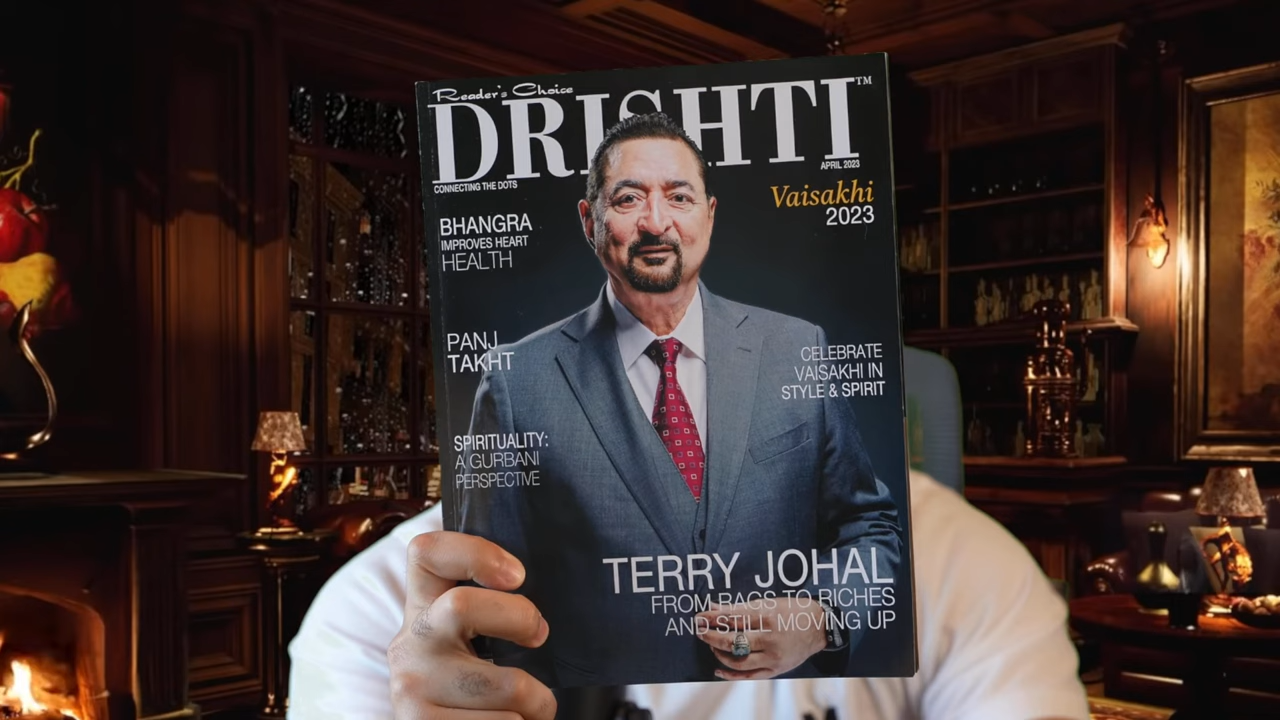 Reader's Choice
DRISHTI™
CONNECTING THE DOTS
APRIL 2023
Vaisakhi
2023
BHANGRA
IMPROVES HEART
HEALTH
PANJ
TAKHT
CELEBRATE
VAISAKHI IN
STYLE & SPIRIT
SPIRITUALITY:
A GURBANI
PERSPECTIVE
TERRY JOHAL
FROM RAGS TO RICHES
AND STILL MOVING UP